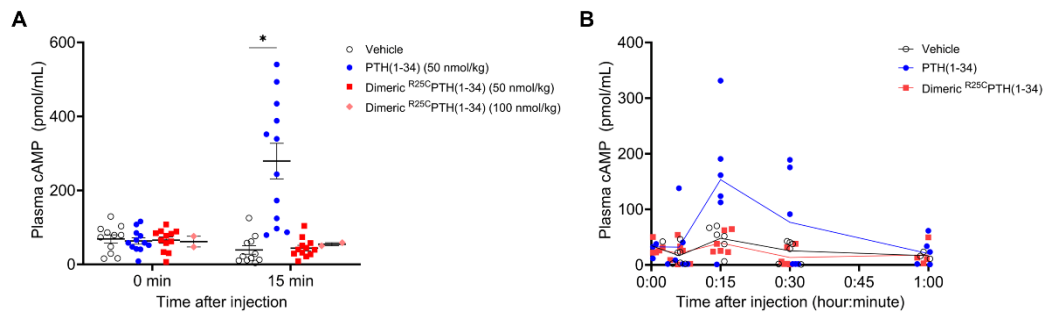 A
Plasma cAMP (pmol/mL)
600
400
200
0
*
Vehicle
PTH(1-34) (50 nmol/kg)
Dimeric R25CPTH(1-34) (50 nmol/kg)
Dimeric R25CPTH(1-34) (100 nmol/kg)
0 min
15 min
Time after injection
B
Plasma cAMP (pmol/mL)
400
300
200
100
0
Vehicle
PTH(1-34)
Dimeric R25CPTH(1-34)
0:00
0:15
0:30
0:45
1:00
Time after injection (hour:minute)